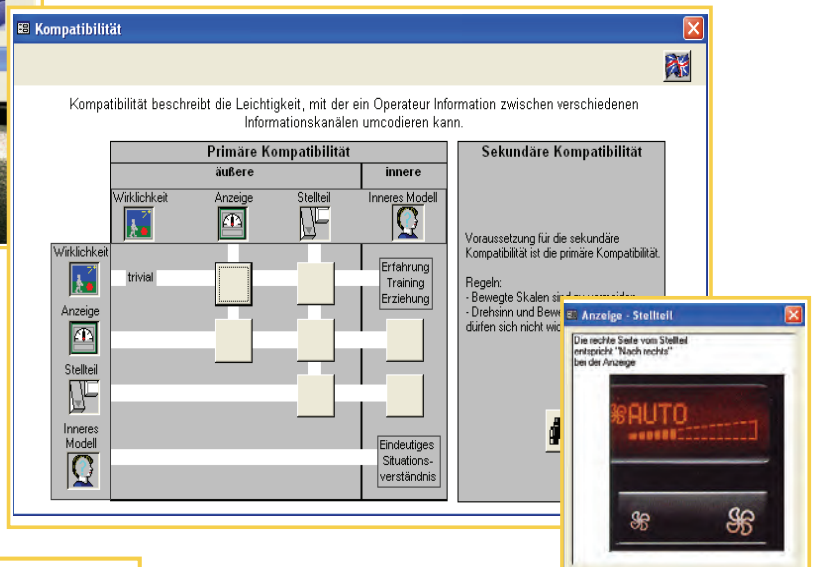 Kompatibilität
Kompatibilität beschreibt die Leichtigkeit, mit der ein Operateur Information zwischen verschiedenen
Informationskanälen umcodieren kann.
Primäre Kompatibilität
äußere
innere
Wirklichkeit
Anzeige
Stellteil
Inneres Modell
Wirklichkeit
trivial
Erfahrung
Training
Erziehung
Anzeige
Stellteil
Inneres
Modell
Eindeutiges
Situations-
verständnis
Sekundäre Kompatibilität
Voraussetzung für die sekundäre
Kompatibilität ist die primäre Kompatibilität.
Regeln:
- Bewegte Skalen sind zu vermeiden
- Drehsinn und Bewe
dürfen sich nicht wid
Anzeige - Stellteil
Die rechte Seite vom Stellteil
entspricht "Nach rechts"
bei der Anzeige
AUTO